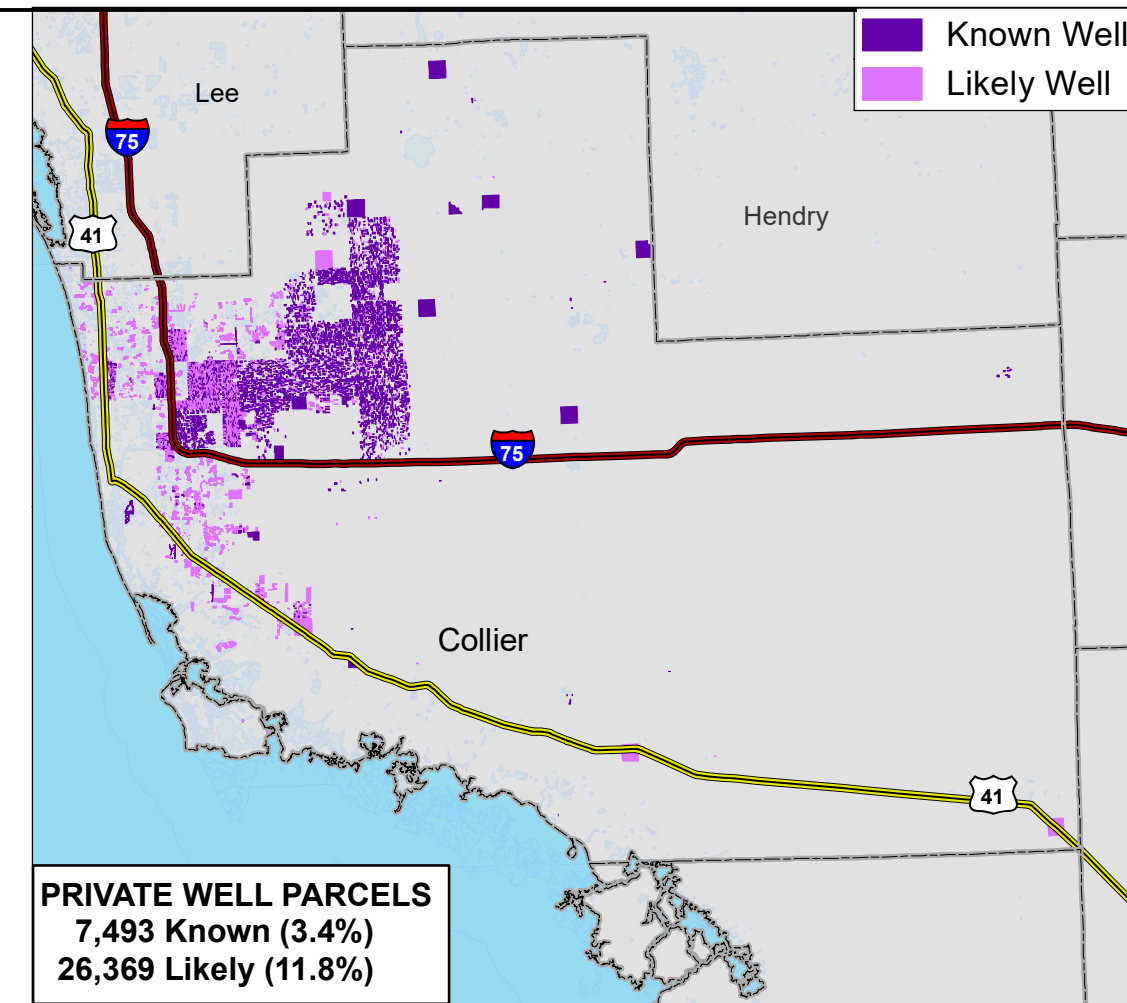 Known Well
Likely Well
Lee
75
41
Hendry
75
Collier
41
PRIVATE WELL PARCELS
7,493 Known (3.4%)
26,369 Likely (11.8%)